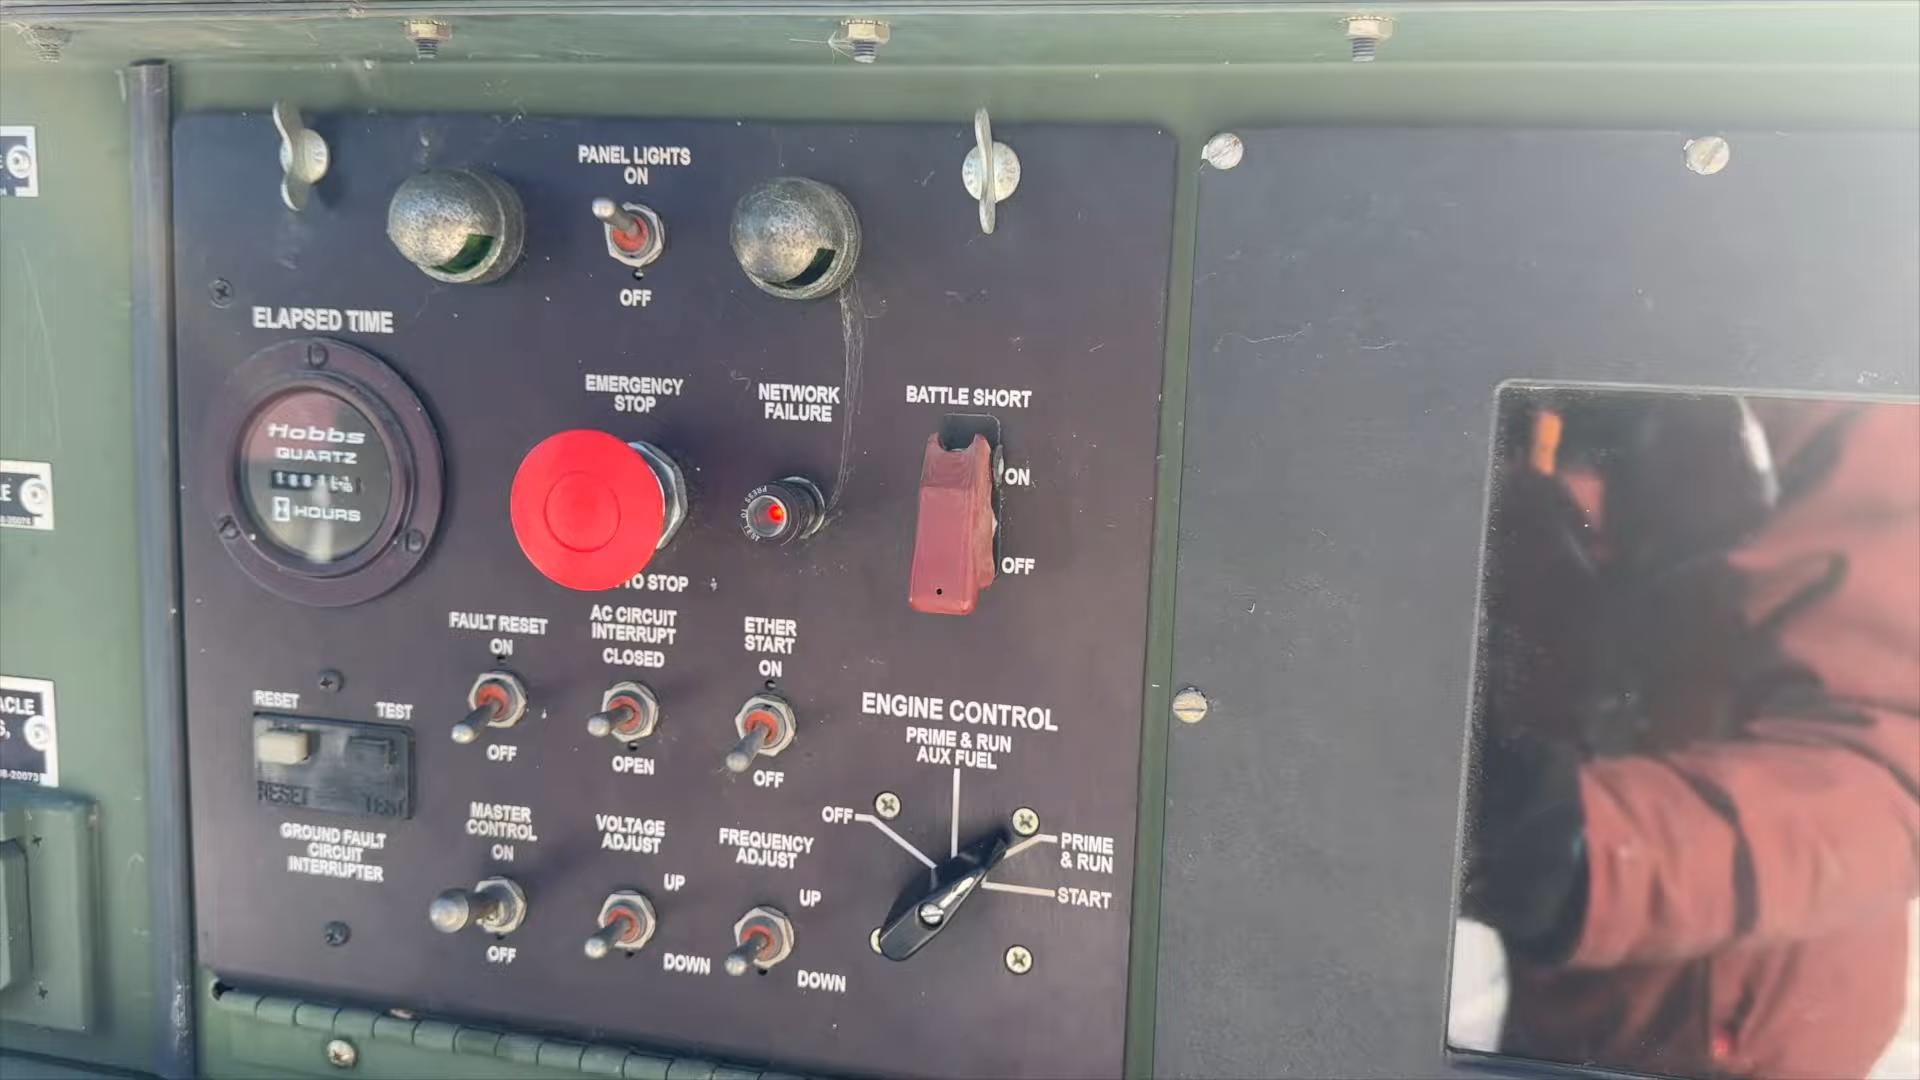 PANEL LIGHTS
ON
OFF
ELAPSED TIME
Hobbs
QUARTZ
HOURS
EMERGENCY
STOP
TO STOP
NETWORK
FAILURE
PRESS TO TEST
BATTLE SHORT
ON
OFF
FAULT RESET
ON
OFF
AC CIRCUIT
INTERRUPT
CLOSED
OPEN
ETHER
START
ON
OFF
RESET
TEST
RESET
TEST
GROUND FAULT
CIRCUIT
INTERRUPTER
MASTER
CONTROL
ON
OFF
VOLTAGE
ADJUST
UP
DOWN
FREQUENCY
ADJUST
UP
DOWN
ENGINE CONTROL
PRIME & RUN
AUX FUEL
OFF
PRIME
& RUN
START